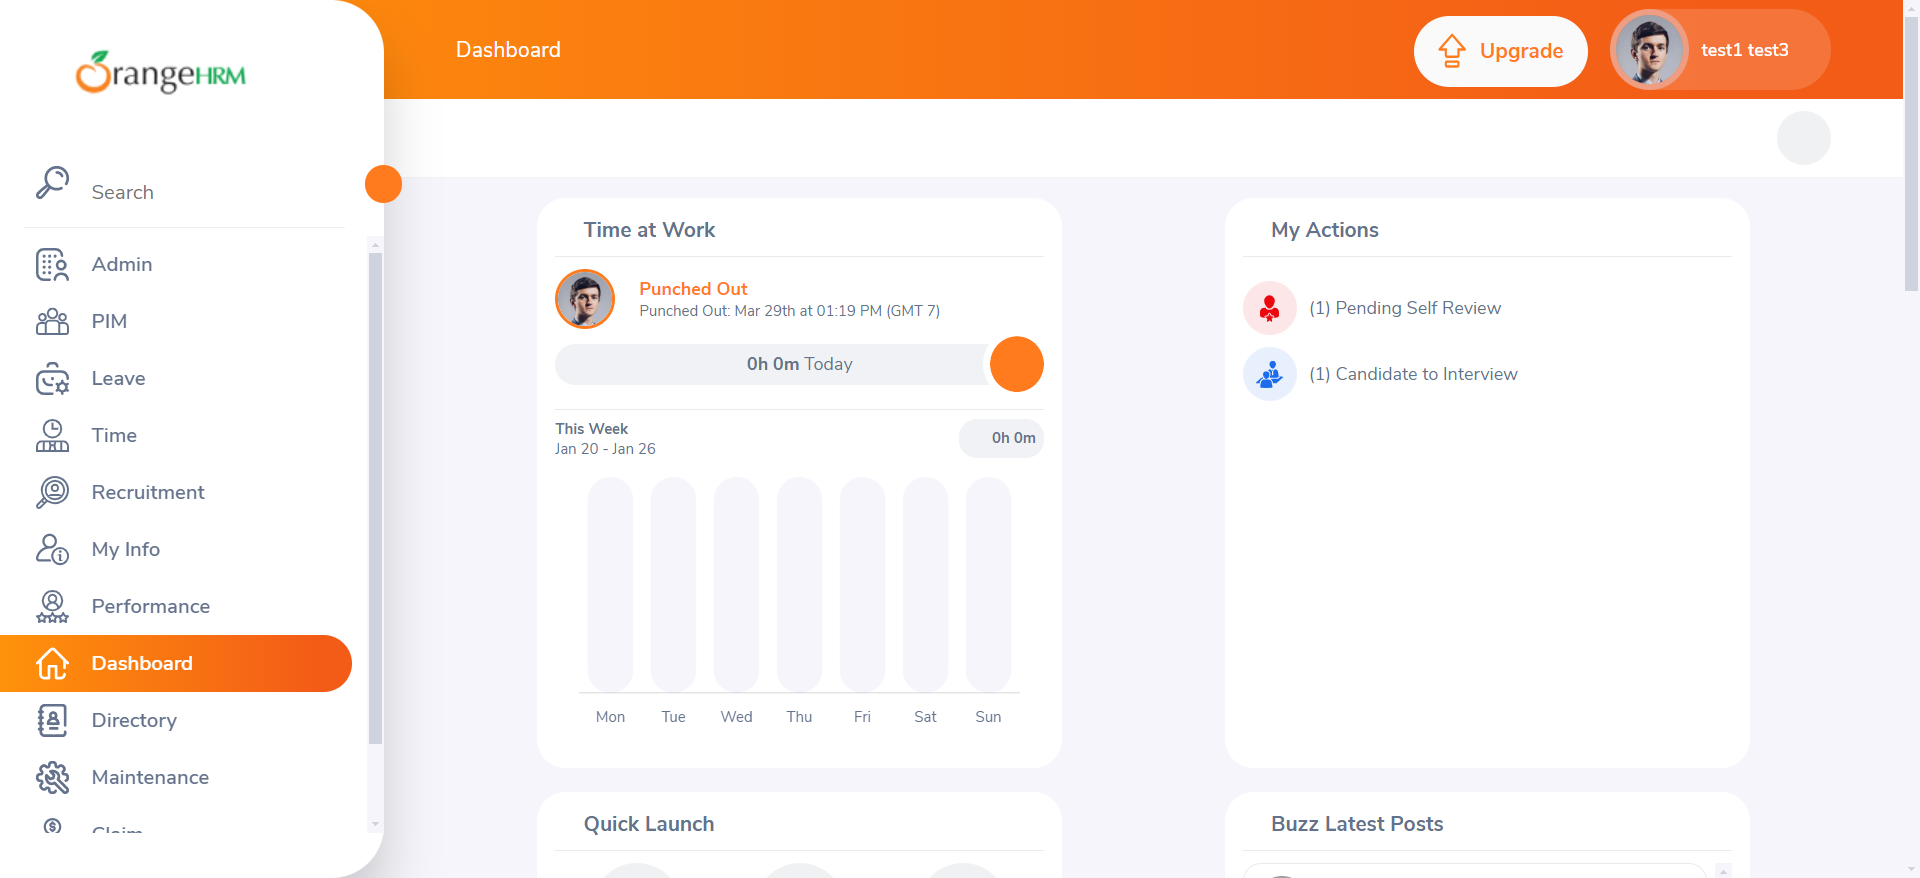 OrangeHRM
Dashboard
Upgrade
test1 test3
Search
Admin
PIM
Leave
Time
Recruitment
My Info
Performance
Dashboard
Directory
Maintenance
Claim
Time at Work
Punched Out
Punched Out: Mar 29th at 01:19 PM (GMT 7)
0h 0m Today
This Week
Jan 20 - Jan 26
0h 0m
Mon Tue Wed Thu Fri Sat Sun
My Actions
(1) Pending Self Review
(1) Candidate to Interview
Quick Launch
Buzz Latest Posts